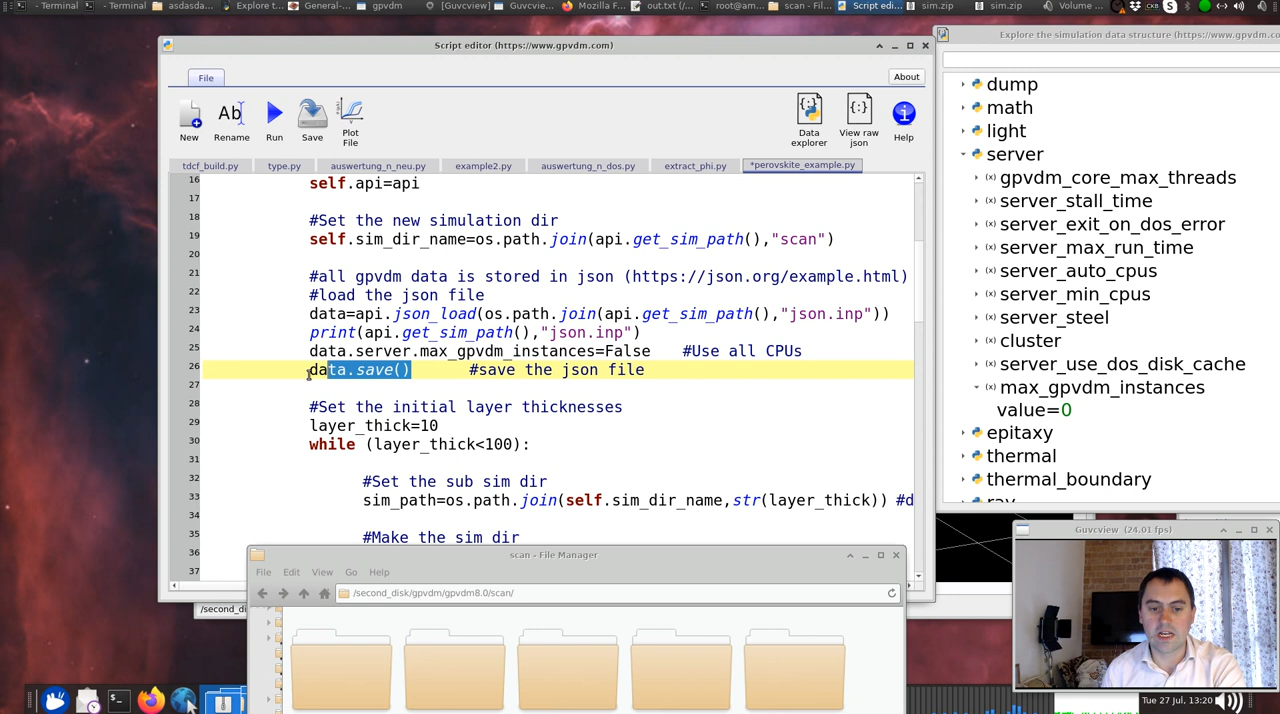 - Terminal
- Terminal
asdasda...
Explore t...
General-...
gpvdm
[Guvcview]
Guvcvie...
Mozilla F...
out.txt (/...
root@am...
scan - Fil...
Script edi...
sim.zip
sim.zip
Volume ...
CKB
Script editor (https://www.gpvdm.com)
File
About
New
Rename
Run
Save
Plot
File
Data
explorer
View raw
json
Help
tdcf_build.py
type.py
auswertung_n_neu.py
example2.py
auswertung_n_dos.py
extract_phi.py
*perovskite_example.py
16 self.api=api
17
18 #Set the new simulation dir
19 self.sim_dir_name=os.path.join(api.get_sim_path(),"scan")
20
21 #all gpvdm data is stored in json (https://json.org/example.html)
22 #load the json file
23 data=api.json_load(os.path.join(api.get_sim_path(),"json.inp"))
24 print(api.get_sim_path(),"json.inp")
25 data.server.max_gpvdm_instances=False #Use all CPUs
26 data.save() #save the json file
27
28 #Set the initial layer thicknesses
29 layer_thick=10
30 while (layer_thick<100):
31
32 #Set the sub sim dir
33 sim_path=os.path.join(self.sim_dir_name,str(layer_thick)) #d
34
35 #Make the sim dir
36
37
Explore the simulation data structure (https://www.gpvdm.co
dump
math
light
server
gpvdm_core_max_threads
server_stall_time
server_exit_on_dos_error
server_max_run_time
server_auto_cpus
server_min_cpus
server_steel
cluster
server_use_dos_disk_cache
max_gpvdm_instances
value=0
epitaxy
thermal
thermal_boundary
ray
Guvcview (24.01 fps)
scan - File Manager
File Edit View Go Help
/second_disk/gpvdm/gpvdm8.0/scan/
/second_di
Tue 27 Jul, 13:20